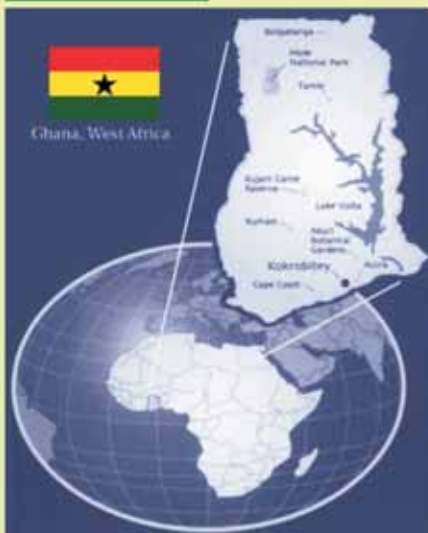 Ghana, West Africa
Bolgatanga
Mole
National Park
Tamale
Kujani Game
Reserve
Lake Volta
Kumasi
Aburi
Botanical
Gardens
Accra
Kokrobitey
Cape Coast